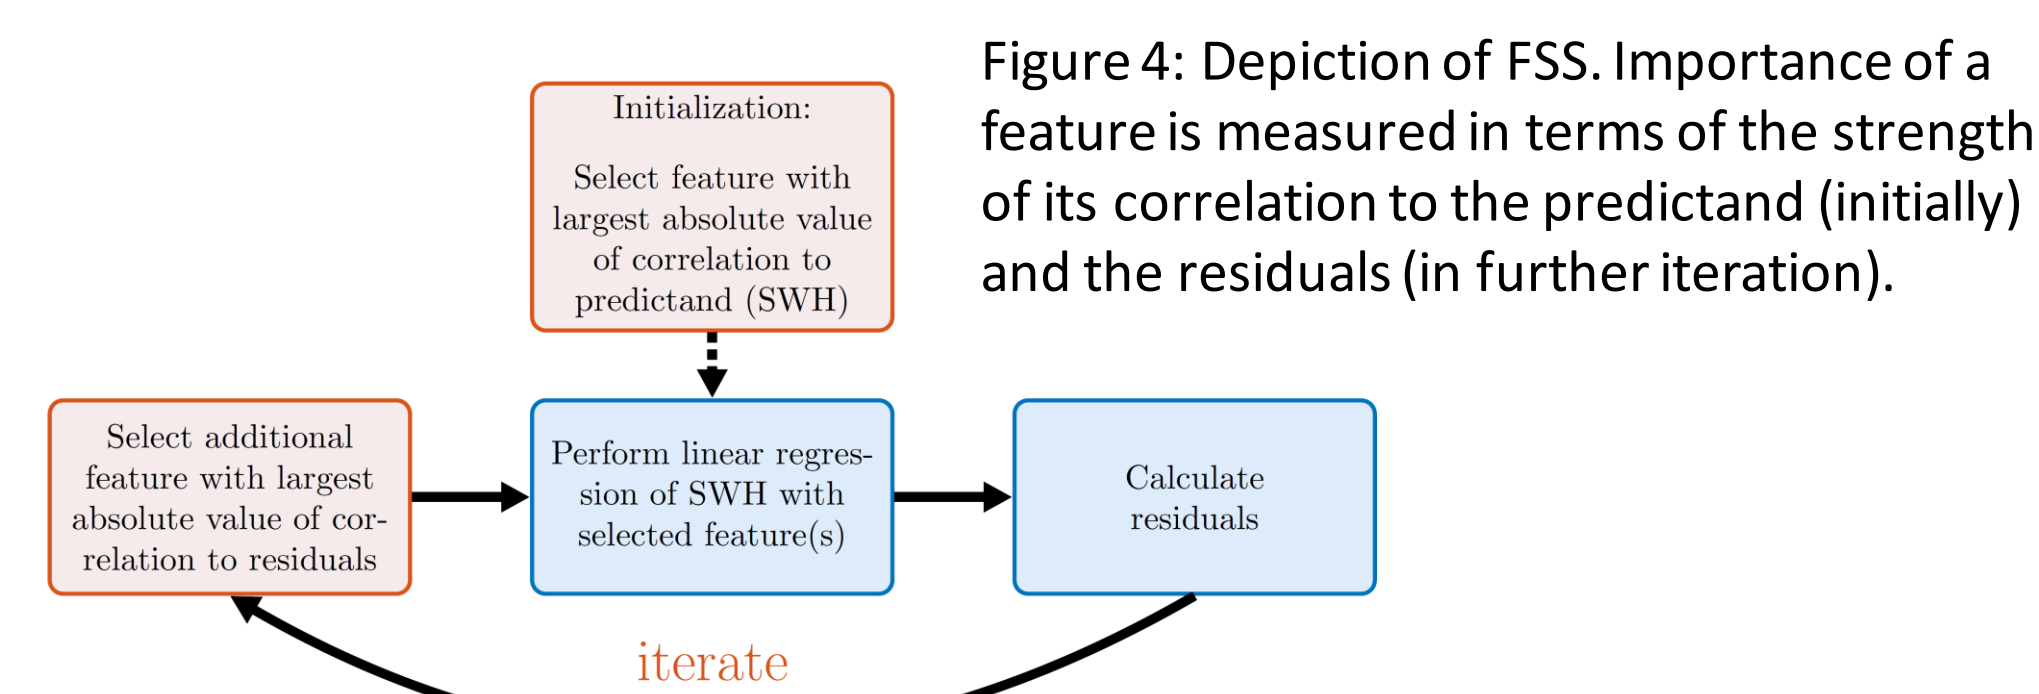 Figure 4: Depiction of FSS. Importance of a
feature is measured in terms of the strength
of its correlation to the predictand (initially)
and the residuals (in further iteration).
Initialization:
Select feature with
largest absolute value
of correlation to
predictand (SWH)
Select additional
feature with largest
absolute value of cor-
relation to residuals
Perform linear regres-
sion of SWH with
selected feature(s)
Calculate
residuals
iterate